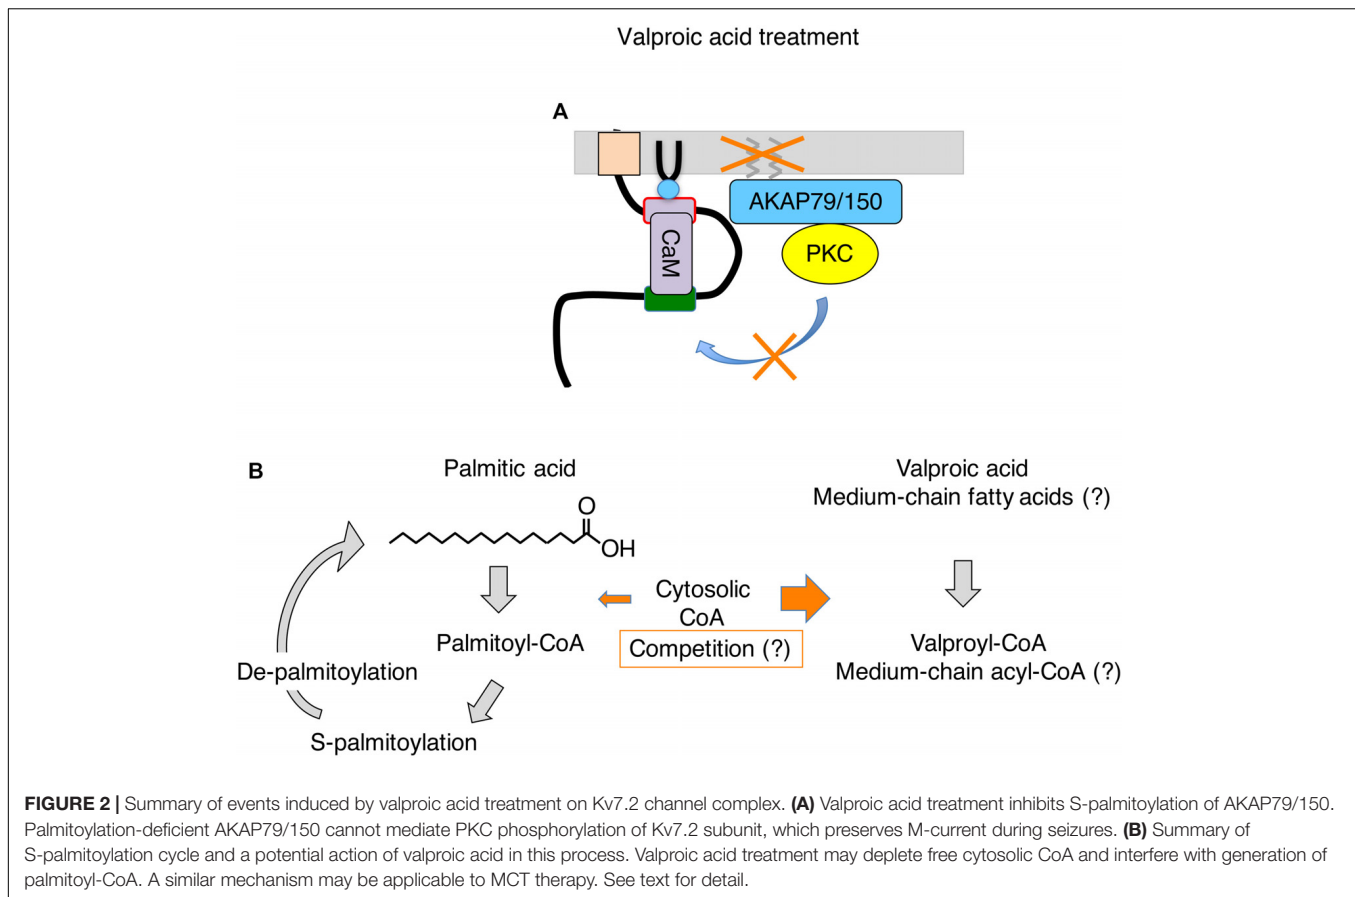 Valproic acid treatment
A
AKAP79/150
CaM
PKC
B
Palmitic acid
Valproic acid
Medium-chain fatty acids (?)
O
OH
Cytosolic
CoA
Competition (?)
Palmitoyl-CoA
Valproyl-CoA
Medium-chain acyl-CoA (?)
De-palmitoylation
S-palmitoylation
FIGURE 2 | Summary of events induced by valproic acid treatment on Kv7.2 channel complex. (A) Valproic acid treatment inhibits S-palmitoylation of AKAP79/150.
Palmitoylation-deficient AKAP79/150 cannot mediate PKC phosphorylation of Kv7.2 subunit, which preserves M-current during seizures. (B) Summary of
S-palmitoylation cycle and a potential action of valproic acid in this process. Valproic acid treatment may deplete free cytosolic CoA and interfere with generation of
palmitoyl-CoA. A similar mechanism may be applicable to MCT therapy. See text for detail.